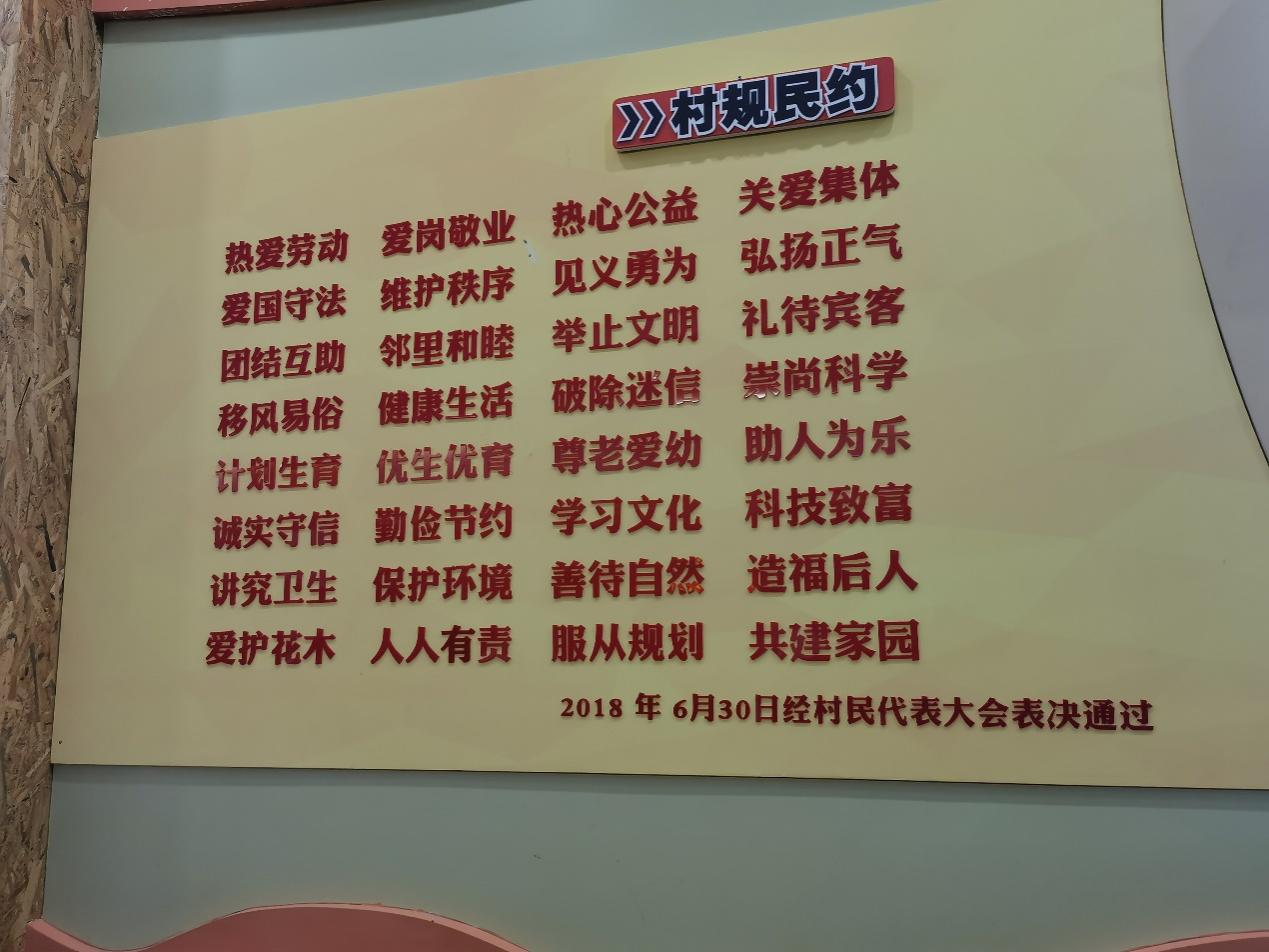 >>村规民约
热爱劳动 爱岗敬业 热心公益 关爱集体
爱国守法 维护秩序 见义勇为 弘扬正气
团结互助 邻里和睦 举止文明 礼待宾客
移风易俗 健康生活 破除迷信 崇尚科学
计划生育 优生优育 尊老爱幼 助人为乐
诚实守信 勤俭节约 学习文化 科技致富
讲究卫生 保护环境 善待自然 造福后人
爱护花木 人人有责 服从规划 共建家园
2018 年 6月30日经村民代表大会表决通过